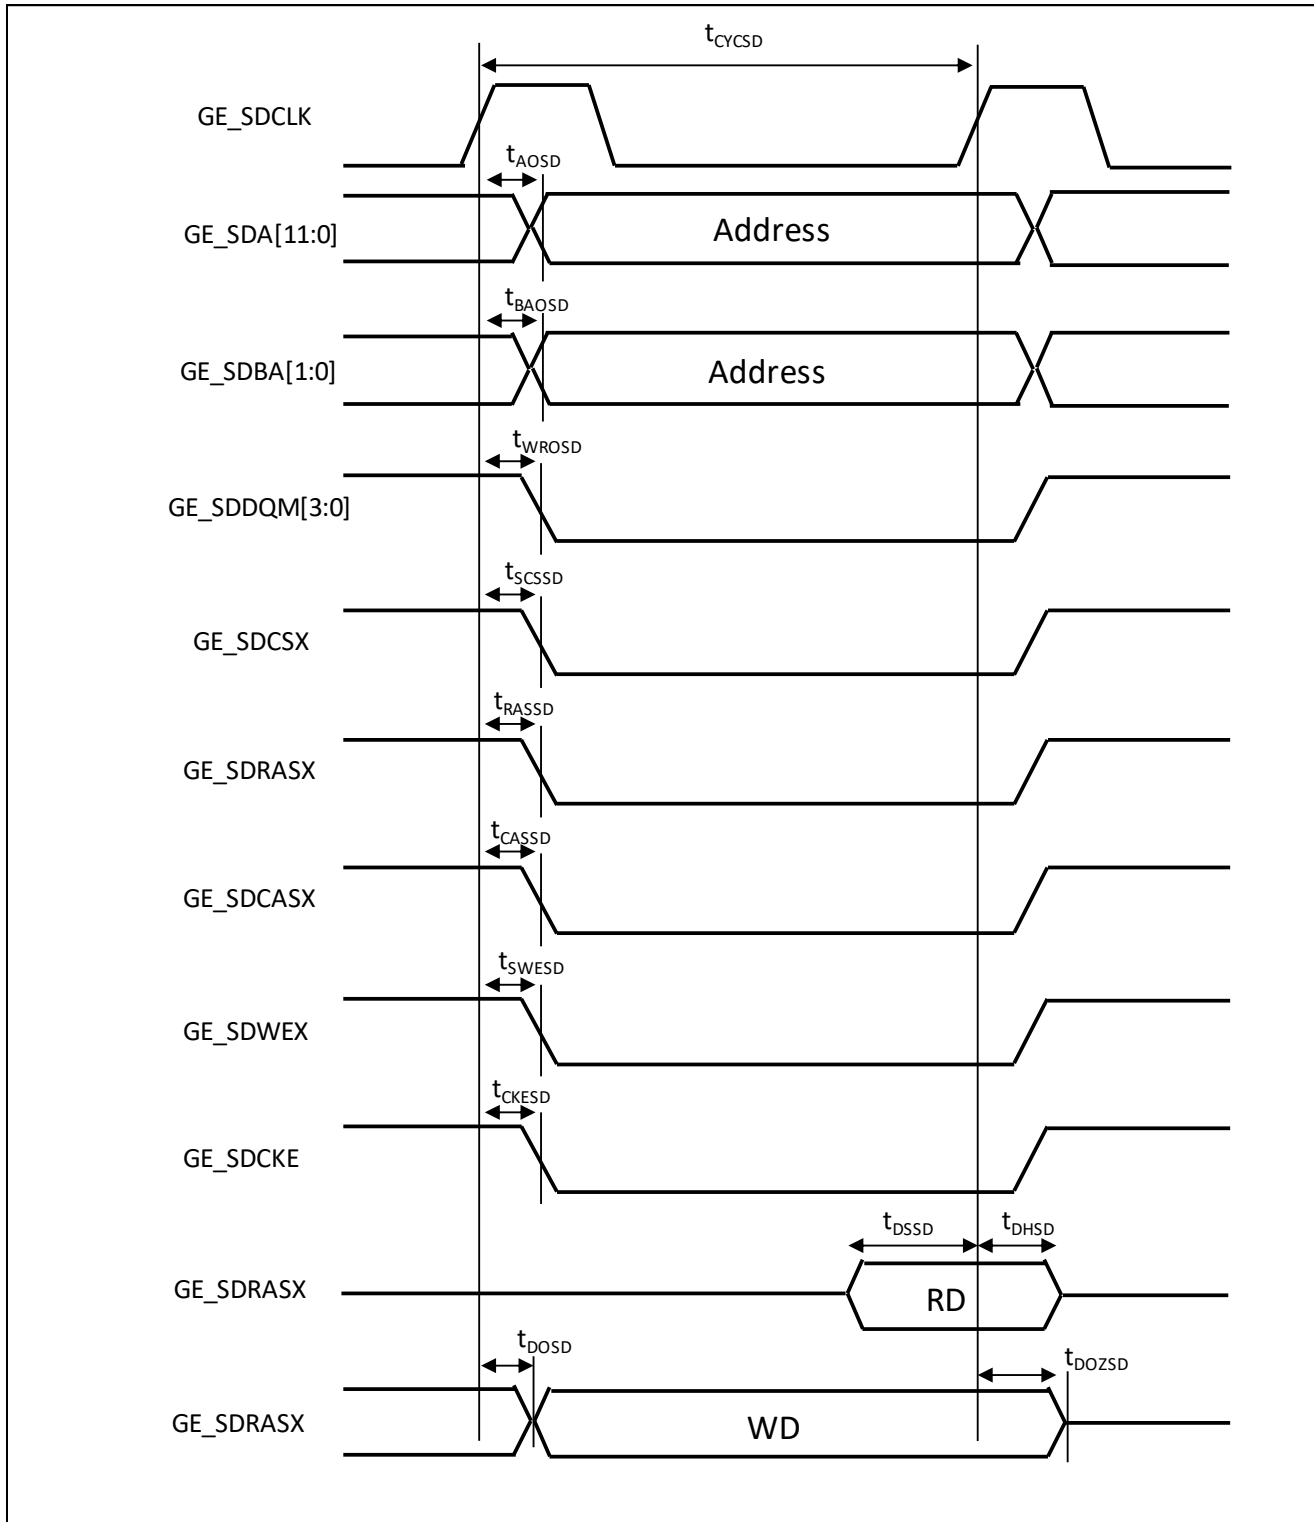 tCYCSD
GE_SDCLK
tAOSD
GE_SDA[11:0]
Address
tBAOSD
GE_SDBA[1:0]
Address
tWROSD
GE_SDDQM[3:0]
tSCSSD
GE_SDCSX
tRASSD
GE_SDRASX
tCASSD
GE_SDCASX
tSWESD
GE_SDWEX
tCKESD
GE_SDCKE
tDSSD tDHSD
GE_SDRASX
RD
tDOSD
tDOZSD
GE_SDRASX
WD